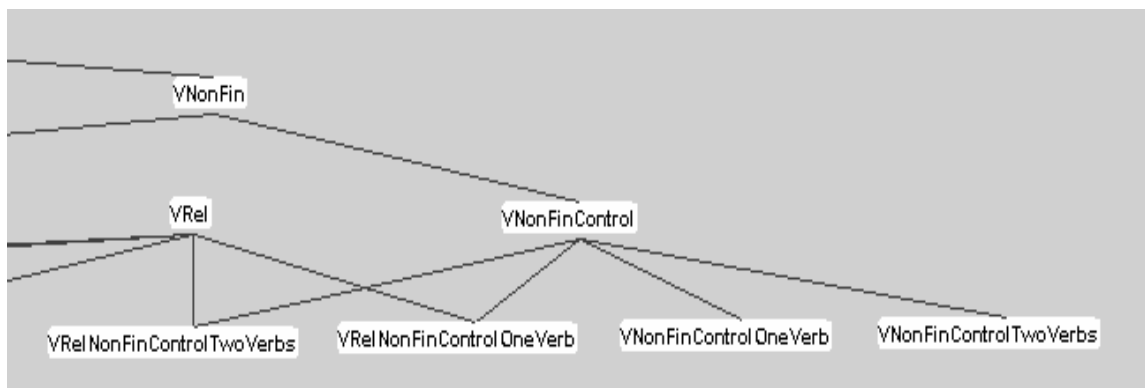 VNonFin
VRel
VNonFinControl
VRelNonFinControlTwoVerbs
VRelNonFinControlOneVerb
VNonFinControlOneVerb
VNonFinControlTwoVerbs